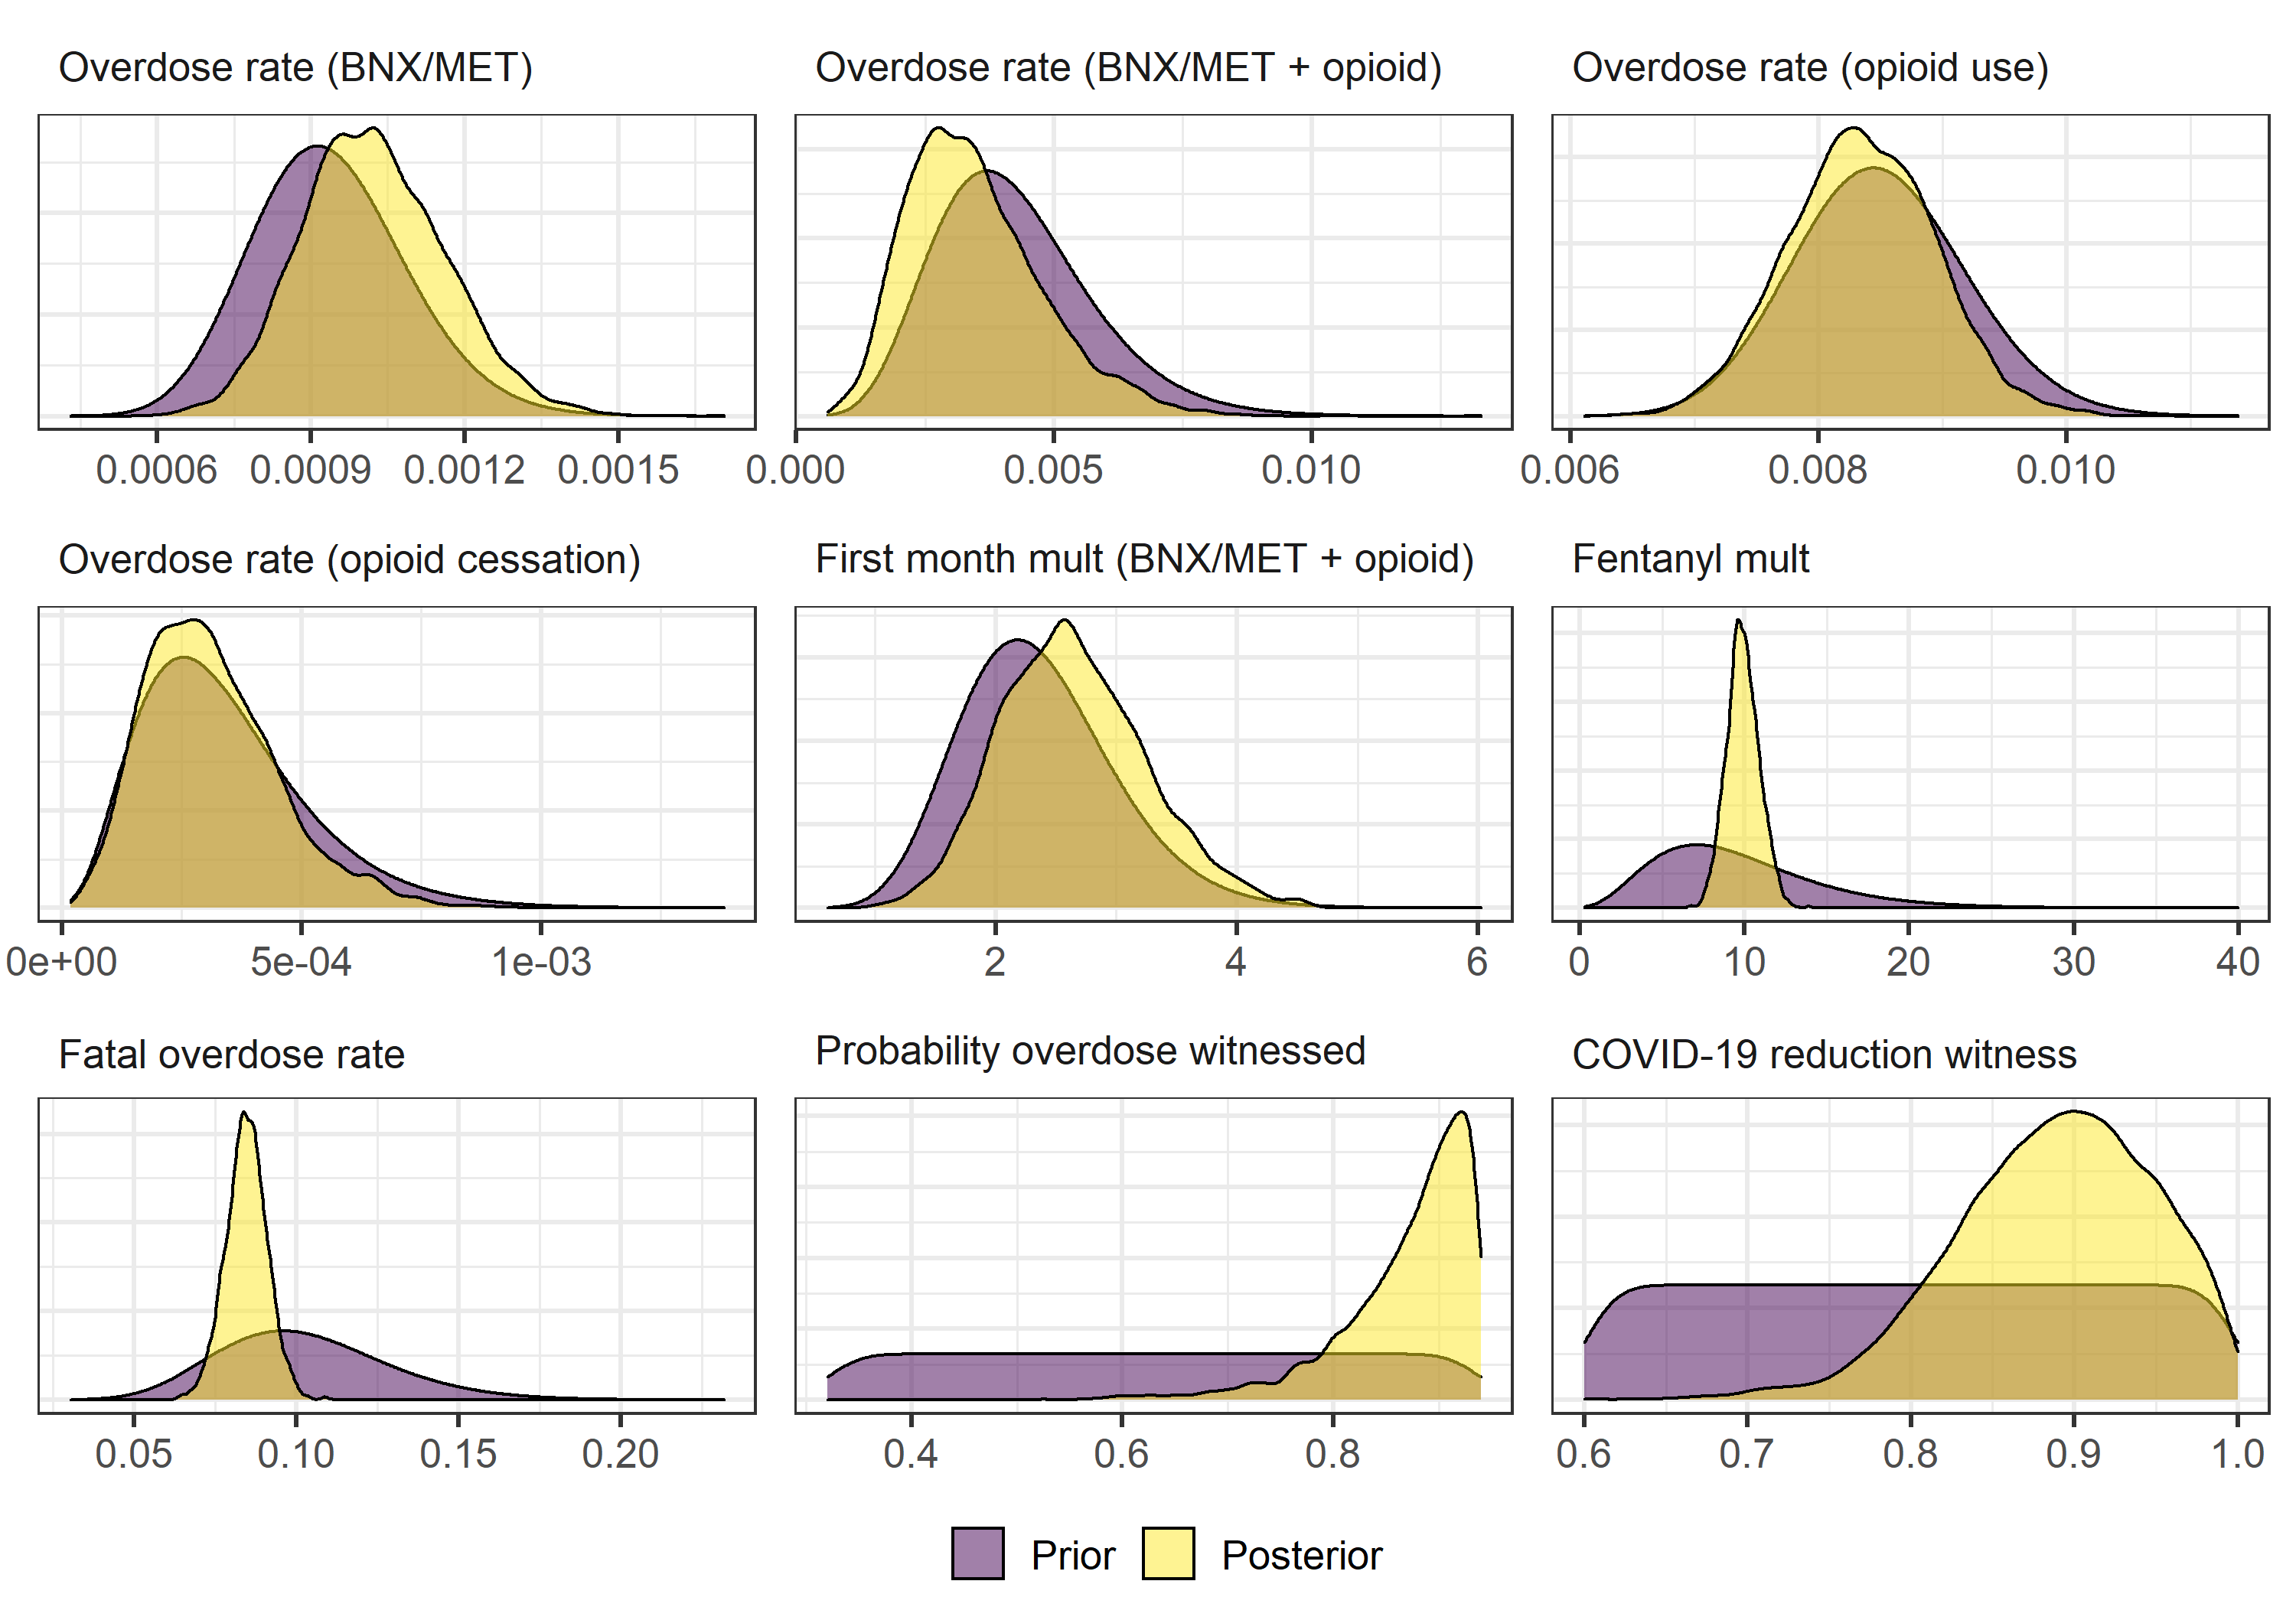 Overdose rate (BNX/MET) Overdose rate (BNX/MET + opioid) Overdose rate (opioid use)
0.0006 0.0009 0.0012 0.0015 0.000 0.005 0.010 0.006 0.008 0.010
Overdose rate (opioid cessation) First month mult (BNX/MET + opioid) Fentanyl mult
0e+00 5e-04 1e-03 2 4 6 0 10 20 30 40
Fatal overdose rate Probability overdose witnessed COVID-19 reduction witness
0.05 0.10 0.15 0.20 0.4 0.6 0.8 0.6 0.7 0.8 0.9 1.0
Prior Posterior